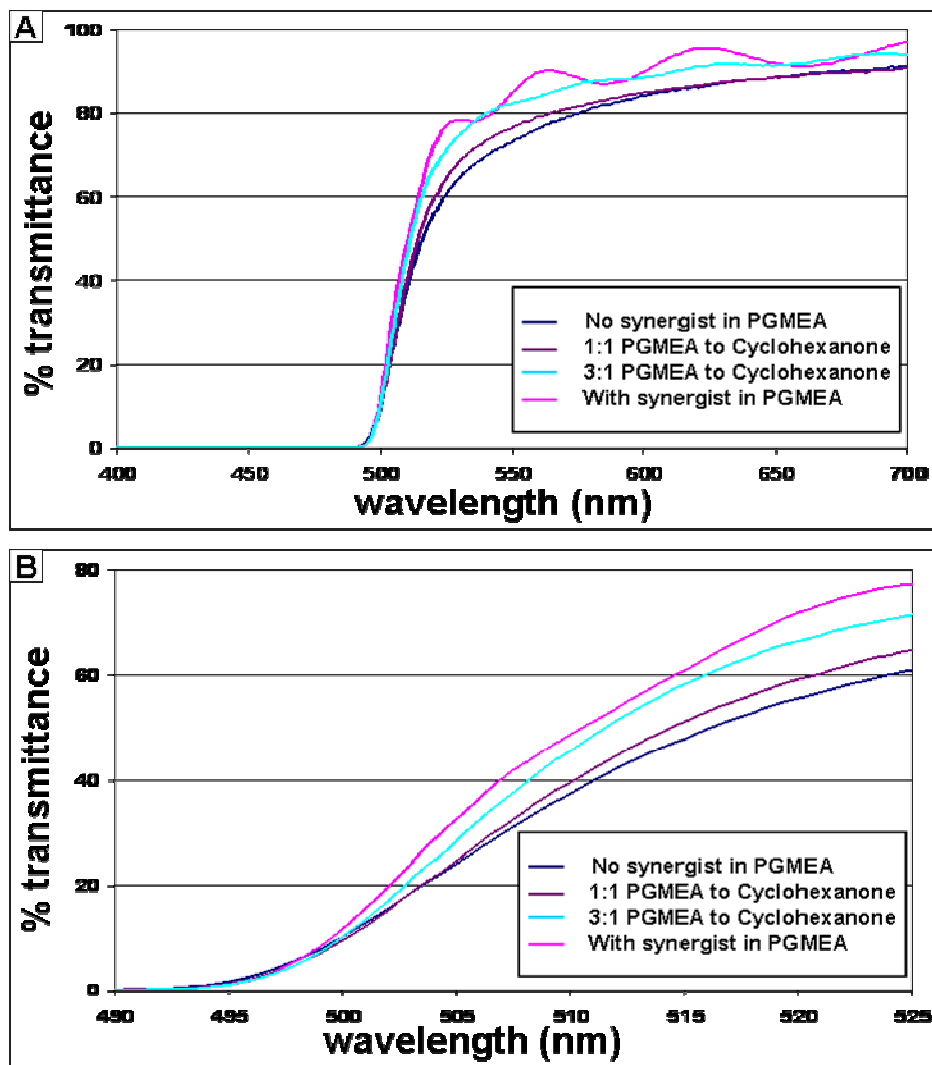 A
% transmittance
100
80
60
40
20
0
400 450 500 550 600 650 700
wavelength (nm)
No synergist in PGMEA
1:1 PGMEA to Cyclohexanone
3:1 PGMEA to Cyclohexanone
With synergist in PGMEA
B
% transmittance
80
60
40
20
0
490 495 500 505 510 515 520 525
wavelength (nm)
No synergist in PGMEA
1:1 PGMEA to Cyclohexanone
3:1 PGMEA to Cyclohexanone
With synergist in PGMEA